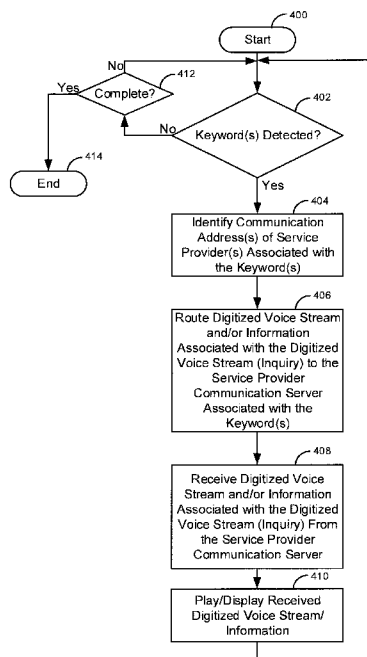 400
Start
No
412
Yes
Complete?
402
No
Keyword(s) Detected?
414
End
Yes
404
Identify Communication
Address(s) of Service
Provider(s) Associated with
the Keyword(s)
406
Route Digitized Voice Stream
and/or Information
Associated with the Digitized
Voice Stream (Inquiry) to the
Service Provider
Communication Server
Associated with the
Keyword(s)
408
Receive Digitized Voice
Stream and/or Information
Associated with the Digitized
Voice Stream (Inquiry) From
the Service Provider
Communication Server
410
Play/Display Received
Digitized Voice Stream/
Information